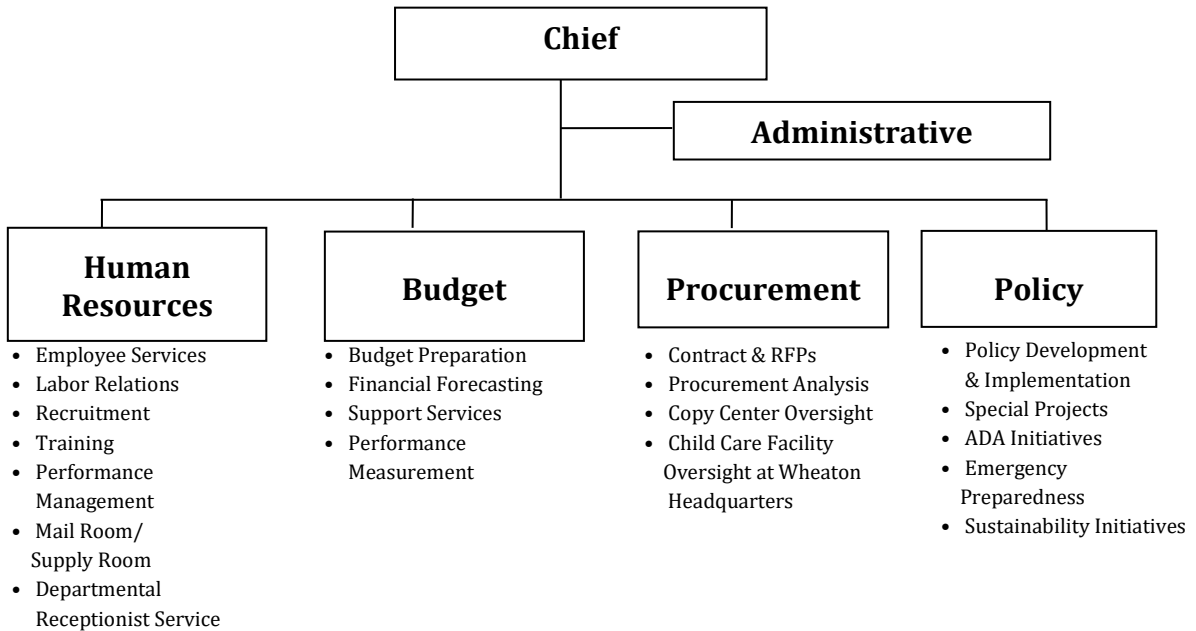 Chief
Administrative
Human
Resources
• Employee Services
• Labor Relations
• Recruitment
• Training
• Performance
Management
• Mail Room/
Supply Room
• Departmental
Receptionist Service
Budget
• Budget Preparation
• Financial Forecasting
• Support Services
• Performance
Measurement
Procurement
• Contract & RFPs
• Procurement Analysis
• Copy Center Oversight
• Child Care Facility
Oversight at Wheaton
Headquarters
Policy
• Policy Development
& Implementation
• Special Projects
• ADA Initiatives
• Emergency
Preparedness
• Sustainability Initiatives